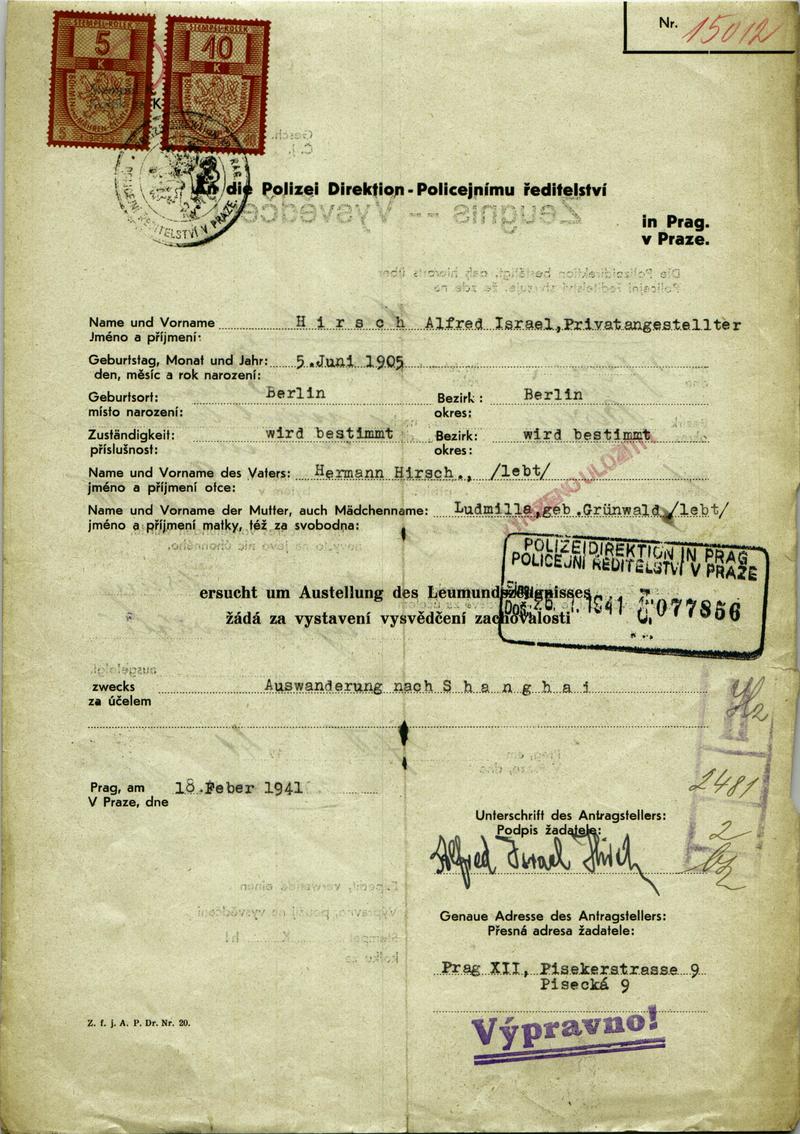 STEMPEL-KOLEK STEMPEL-KOLEK
5 10
K K
Nr. 15012
An die Polizei Direktion - Policejnímu ředitelství
in Prag.
v Praze.
Name und Vorname H i r s c h Alfred Israel, Privatangestellter
Jméno a příjmení:
Geburtstag, Monat und Jahr: 5. Juni 1905
den, měsíc a rok narození:
Geburtsort: Berlin Bezirk: Berlin
místo narození: okres:
Zuständigkeit: wird bestimmt Bezirk: wird bestimmt
příslušnost: okres:
Name und Vorname des Vaters: Hermann Hirsch., /lebt/
jméno a příjmení otce:
Name und Vorname der Mutter, auch Mädchenname: Ludmilla, geb. Grünwald, /lebt/
jméno a příjmení matky, též za svobodna:
POLIZEIDIREKTION IN PRAG
POLICEJNÍ ŘEDITELSTVÍ V PRAZE
1941 077856
ersucht um Austellung des Leumundszeugnisses
žádá za vystavení vysvědčení zachovalosti
zwecks Auswanderung nach S h a n g h a i
za účelem
2481
2
Prag, am 18. Feber 1941
V Praze, dne
Unterschrift des Antragstellers:
Podpis žadatele:
Alfred Israel Hirsch
Genaue Adresse des Antragstellers:
Přesná adresa žadatele:
Prag XII, Pisekerstrasse 9
Pisecká 9
Výpravno!
Z. f. j. A. P. Dr. Nr. 20.